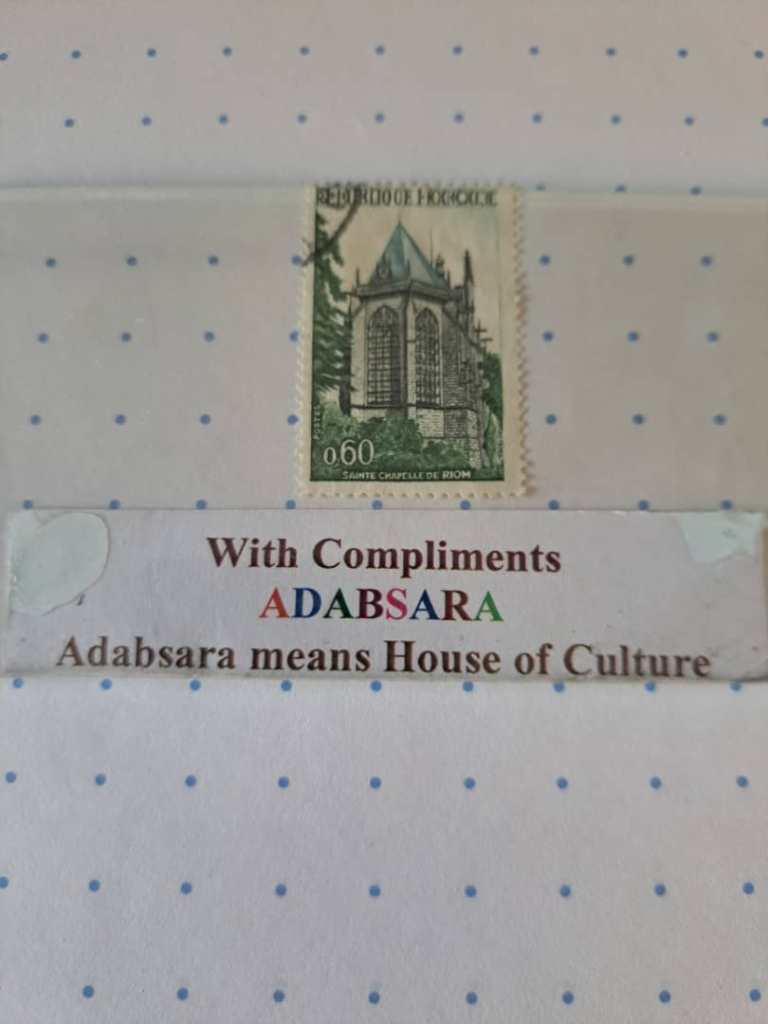 REPUBLIQUE FRANCAISE
POSTES
0.60
SAINTE CHAPELLE DE RIOM
With Compliments
ADABSARA
Adabsara means House of Culture